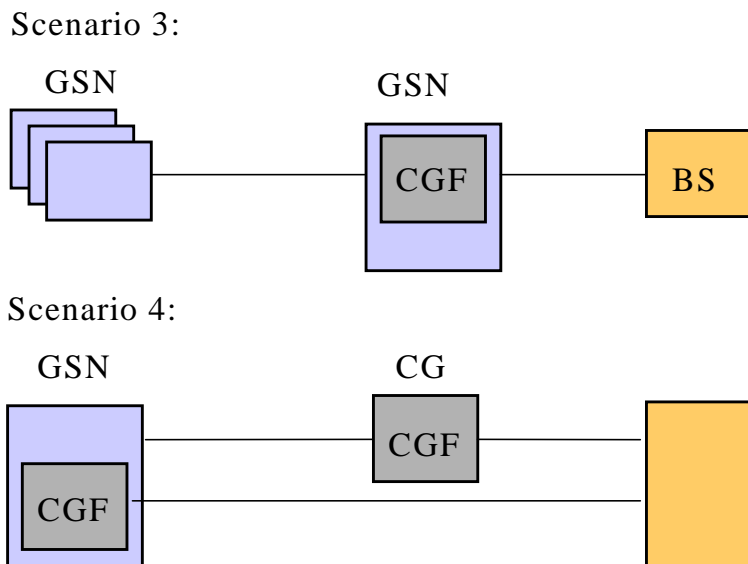 Scenario 3:
GSN
GSN
CGF
BS
Scenario 4:
GSN
CG
CGF
CGF